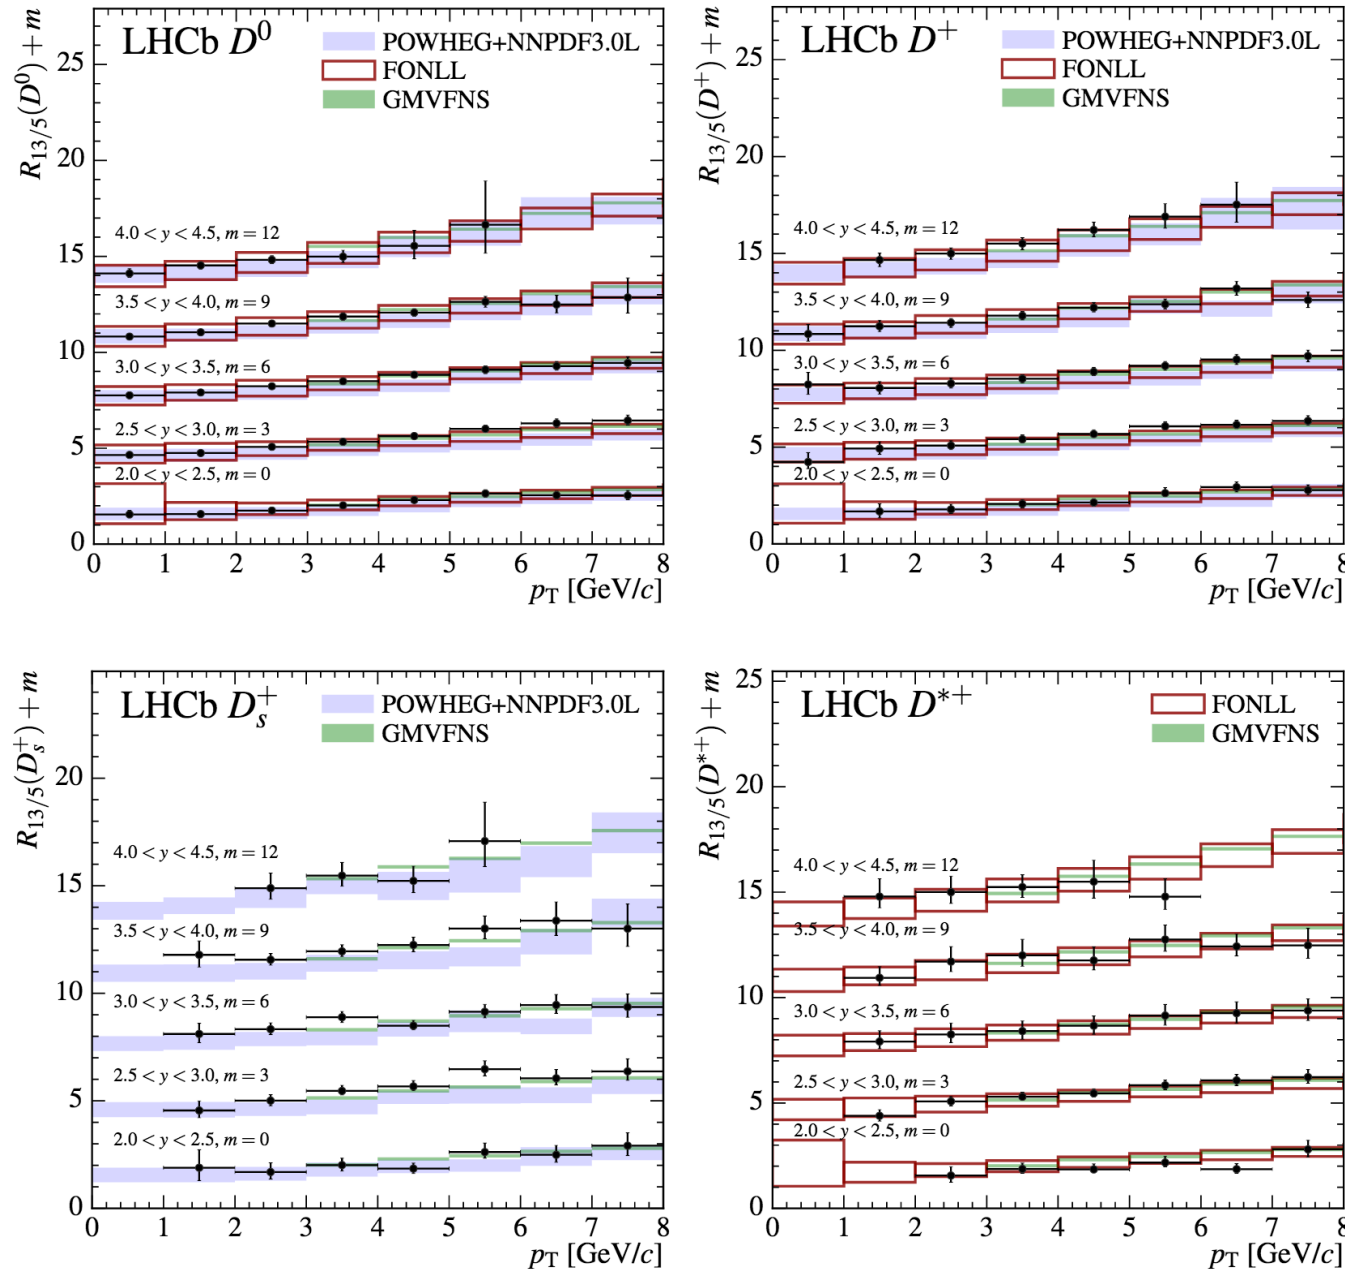 LHCb D⁰
POWHEG+NNPDF3.0L
FONLL
GMVFNS
R₁₃/₅(D⁰) + m
25
20
15
10
5
0
4.0 < y < 4.5, m = 12
3.5 < y < 4.0, m = 9
3.0 < y < 3.5, m = 6
2.5 < y < 3.0, m = 3
2.0 < y < 2.5, m = 0
0 1 2 3 4 5 6 7 8
p_T [GeV/c]
LHCb D⁺
POWHEG+NNPDF3.0L
FONLL
GMVFNS
R₁₃/₅(D⁺) + m
25
20
15
10
5
0
4.0 < y < 4.5, m = 12
3.5 < y < 4.0, m = 9
3.0 < y < 3.5, m = 6
2.5 < y < 3.0, m = 3
2.0 < y < 2.5, m = 0
0 1 2 3 4 5 6 7 8
p_T [GeV/c]
LHCb D_s⁺
POWHEG+NNPDF3.0L
GMVFNS
R₁₃/₅(D_s⁺) + m
20
15
10
5
0
4.0 < y < 4.5, m = 12
3.5 < y < 4.0, m = 9
3.0 < y < 3.5, m = 6
2.5 < y < 3.0, m = 3
2.0 < y < 2.5, m = 0
0 1 2 3 4 5 6 7 8
p_T [GeV/c]
LHCb D*⁺
FONLL
GMVFNS
R₁₃/₅(D*⁺) + m
25
20
15
10
5
0
4.0 < y < 4.5, m = 12
3.5 < y < 4.0, m = 9
3.0 < y < 3.5, m = 6
2.5 < y < 3.0, m = 3
2.0 < y < 2.5, m = 0
0 1 2 3 4 5 6 7 8
p_T [GeV/c]